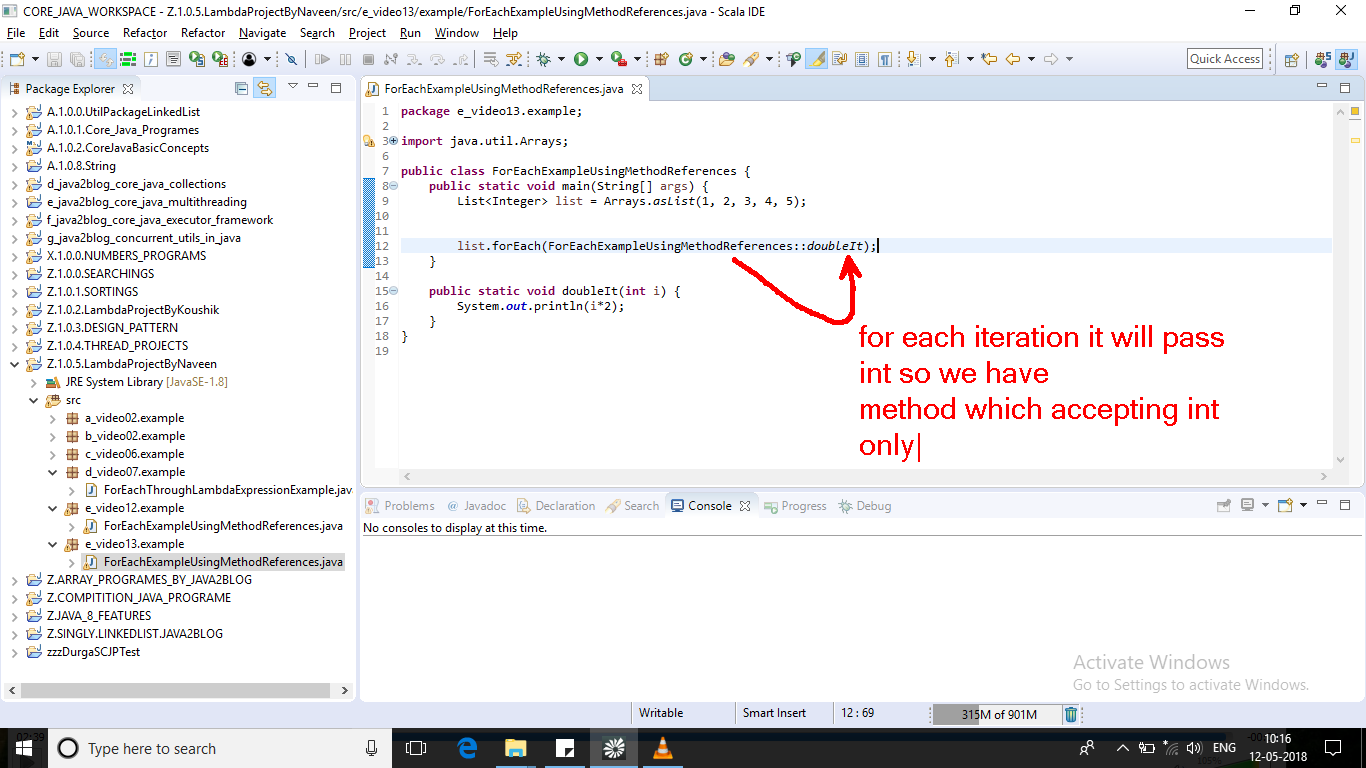 CORE_JAVA_WORKSPACE - Z.1.0.5.LambdaProjectByNaveen/src/e_video13/example/ForEachExampleUsingMethodReferences.java - Scala IDE
File Edit Source Refactor Refactor Navigate Search Project Run Window Help
Quick Access
Package Explorer
A.1.0.0.UtilPackageLinkedList
A.1.0.1.Core_Java_Programes
A.1.0.2.CoreJavaBasicConcepts
A.1.0.8.String
d_java2blog_core_java_collections
e_java2blog_core_java_multithreading
f_java2blog_core_java_executor_framework
g_java2blog_concurrent_utils_in_java
X.1.0.0.NUMBERS_PROGRAMS
Z.1.0.0.SEARCHINGS
Z.1.0.1.SORTINGS
Z.1.0.2.LambdaProjectByKoushik
Z.1.0.3.DESIGN_PATTERN
Z.1.0.4.THREAD_PROJECTS
Z.1.0.5.LambdaProjectByNaveen
JRE System Library [JavaSE-1.8]
src
a_video02.example
b_video02.example
c_video06.example
d_video07.example
ForEachThroughLambdaExpressionExample.jav
e_video12.example
ForEachExampleUsingMethodReferences.java
e_video13.example
ForEachExampleUsingMethodReferences.java
Z.ARRAY_PROGRAMES_BY_JAVA2BLOG
Z.COMPITITION_JAVA_PROGRAME
Z.JAVA_8_FEATURES
Z.SINGLY.LINKEDLIST.JAVA2BLOG
zzzDurgaSCJPTest
ForEachExampleUsingMethodReferences.java
1 package e_video13.example;
2
3 import java.util.Arrays;
6
7 public class ForEachExampleUsingMethodReferences {
8 public static void main(String[] args) {
9 List<Integer> list = Arrays.asList(1, 2, 3, 4, 5);
10
11
12 list.forEach(ForEachExampleUsingMethodReferences::doubleIt);
13 }
14
15 public static void doubleIt(int i) {
16 System.out.println(i*2);
17 }
18 }
19
for each iteration it will pass
int so we have
method which accepting int
only
Problems @ Javadoc Declaration Search Console Progress Debug
No consoles to display at this time.
Activate Windows
Go to Settings to activate Windows.
Writable Smart Insert 12 : 69 315M of 901M
Type here to search
ENG
10:16
12-05-2018